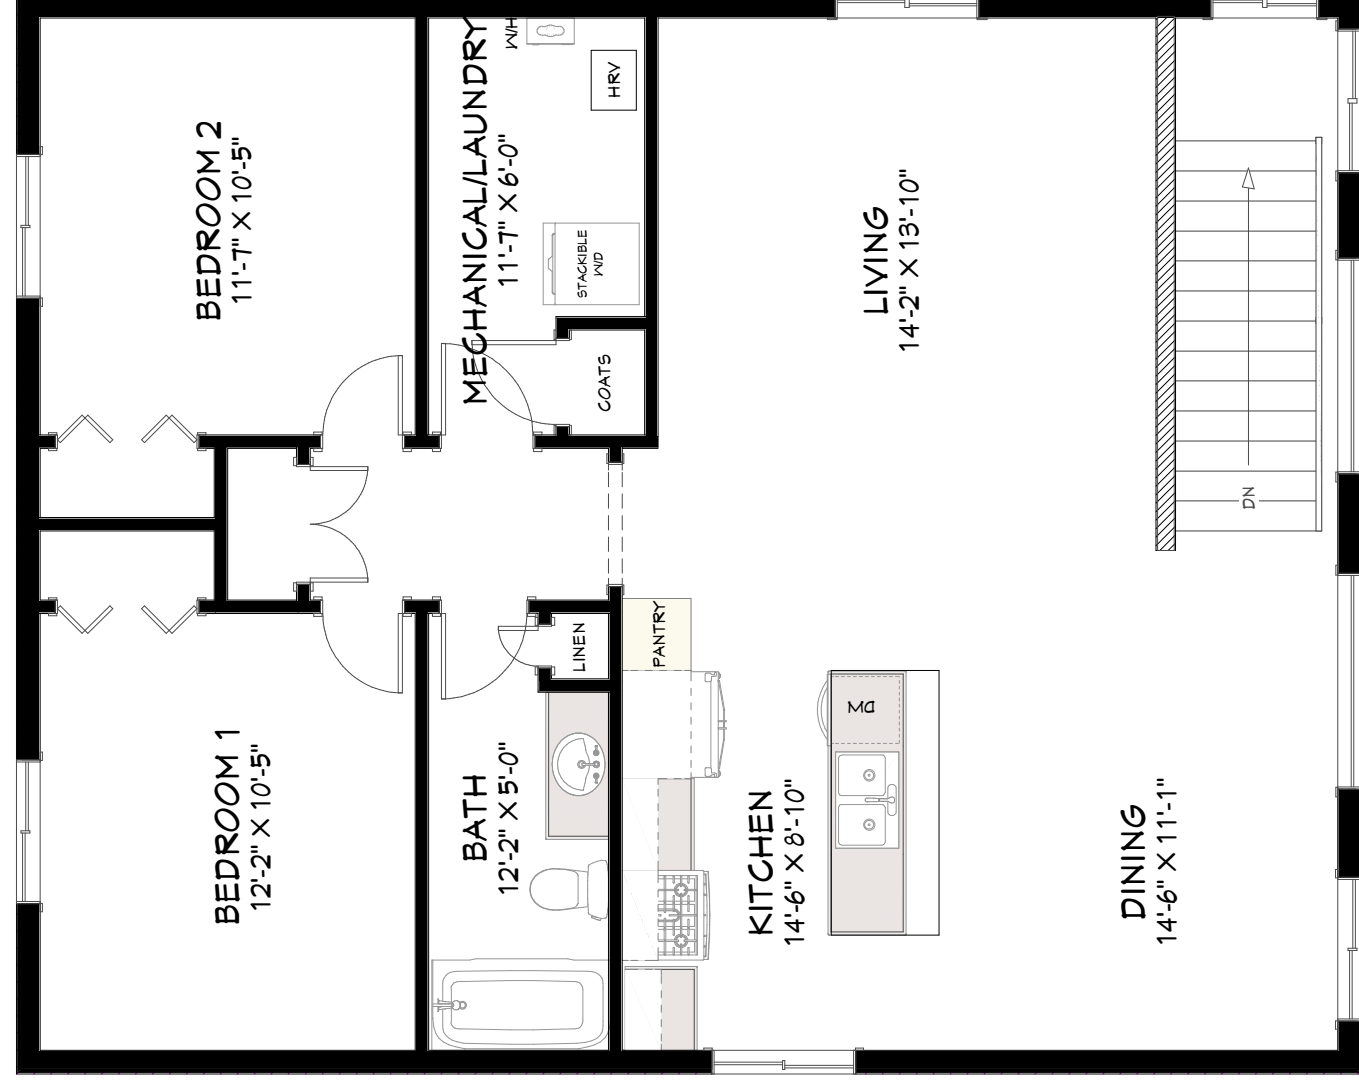 BEDROOM 2
11'-7" X 10'-5"
MECHANICAL/LAUNDRY
11'-7" X 6'-0"
W/H
HRV
STACKIBLE
W/D
COATS
LIVING
14'-2" X 13'-10"
DN
BEDROOM 1
12'-2" X 10'-5"
BATH
12'-2" X 5'-0"
LINEN
PANTRY
KITCHEN
14'-6" X 8'-10"
DW
DINING
14'-6" X 11'-1"